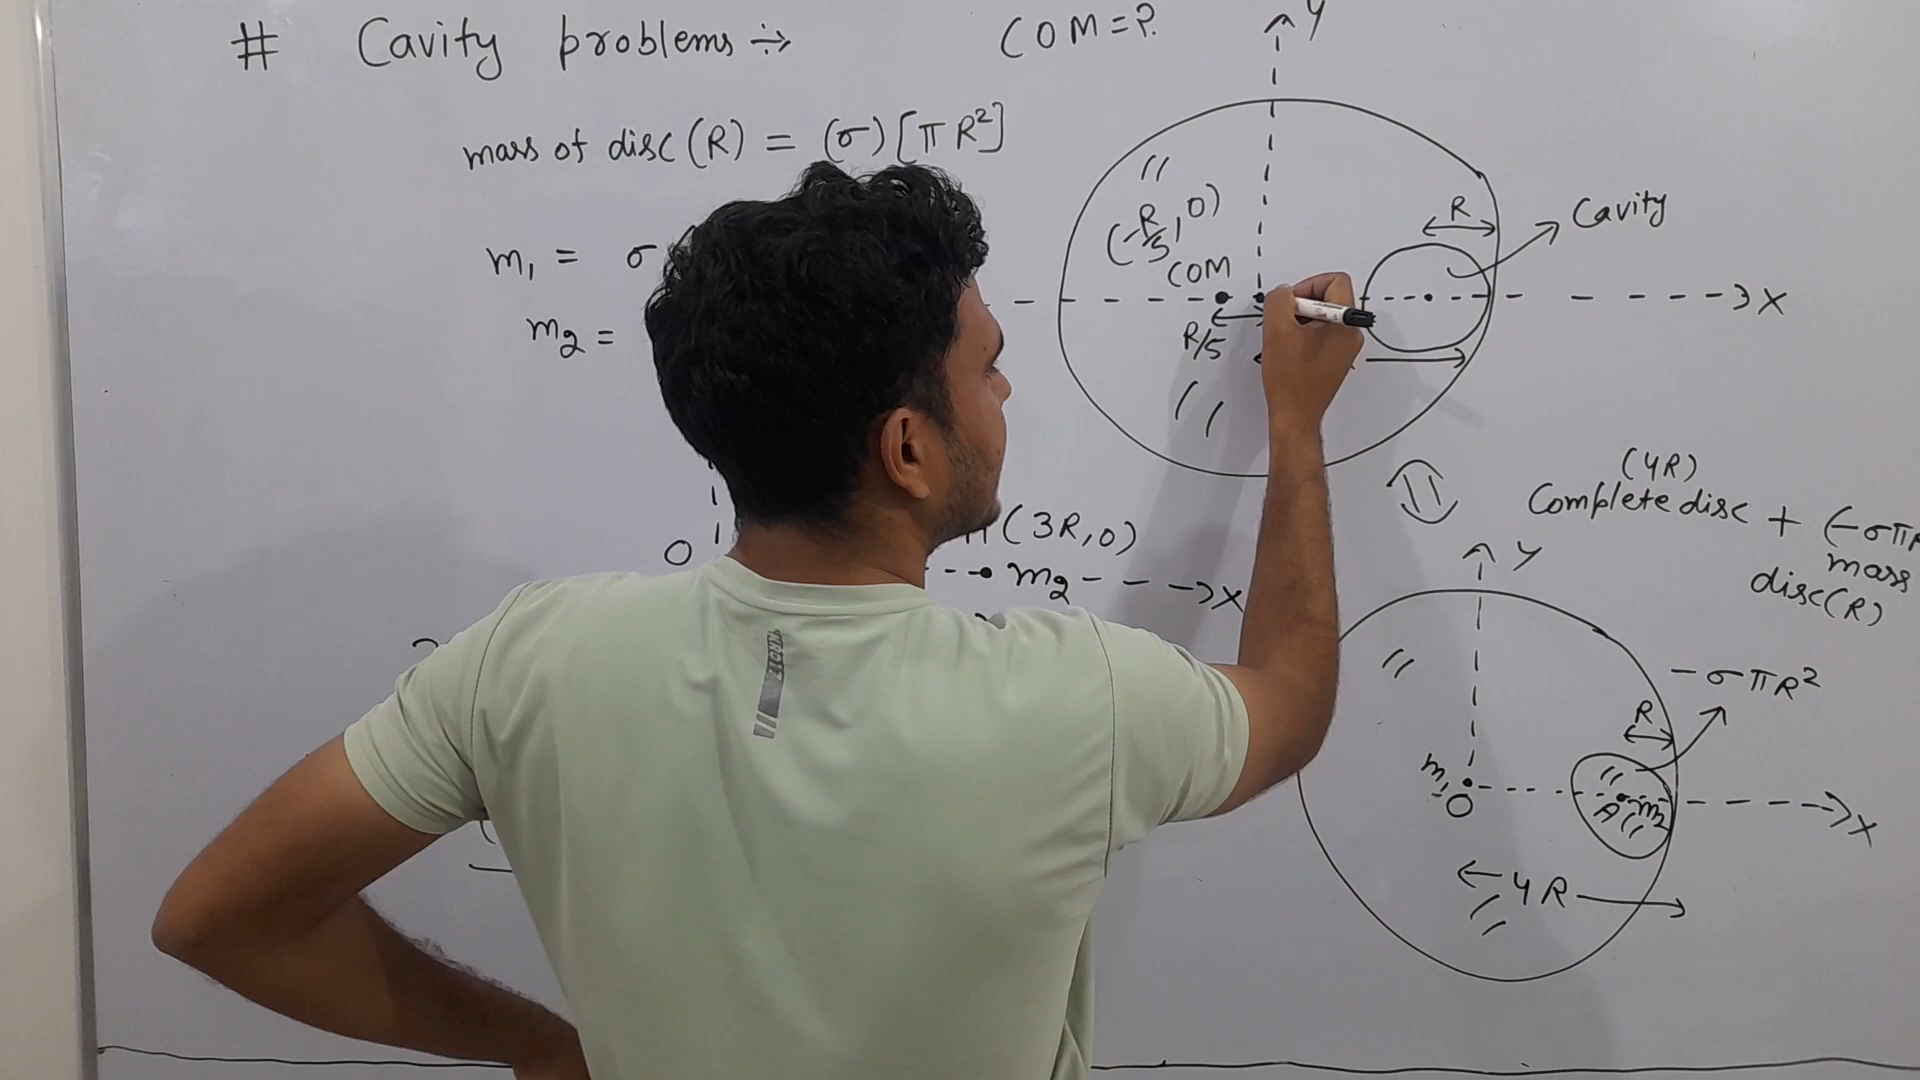 # Cavity problems ÷
COM = ?
Y
mass of disc (R) = (σ) [π R²]
m₁ = σ
m₂ =
(-R/5, 0)
COM
R/5
R
Cavity
X
O
(3R, 0)
m₂
X
(4R)
Complete disc + (-σπR
mass
disc (R)
Y
-σπR²
R
m₁
O
A
m₂
X
4R